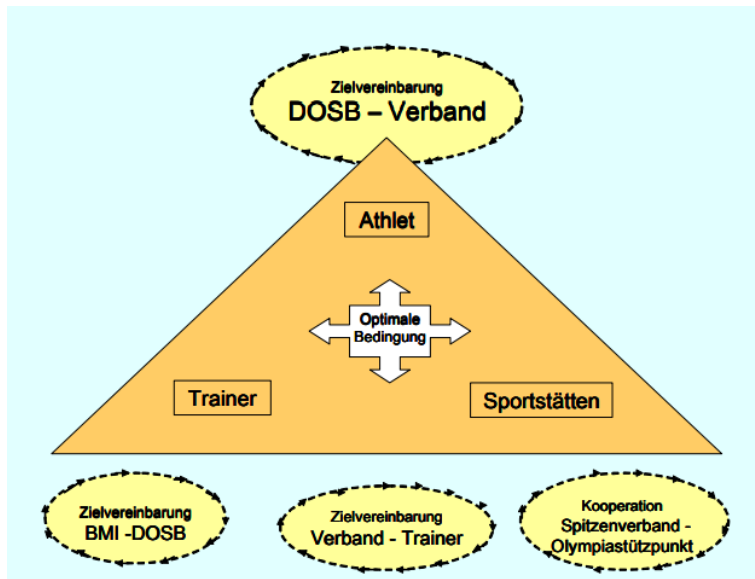 Zielvereinbarung
DOSB – Verband
Athlet
Optimale
Bedingung
Trainer
Sportstätten
Zielvereinbarung
BMI -DOSB
Zielvereinbarung
Verband - Trainer
Kooperation
Spitzenverband -
Olympiastützpunkt